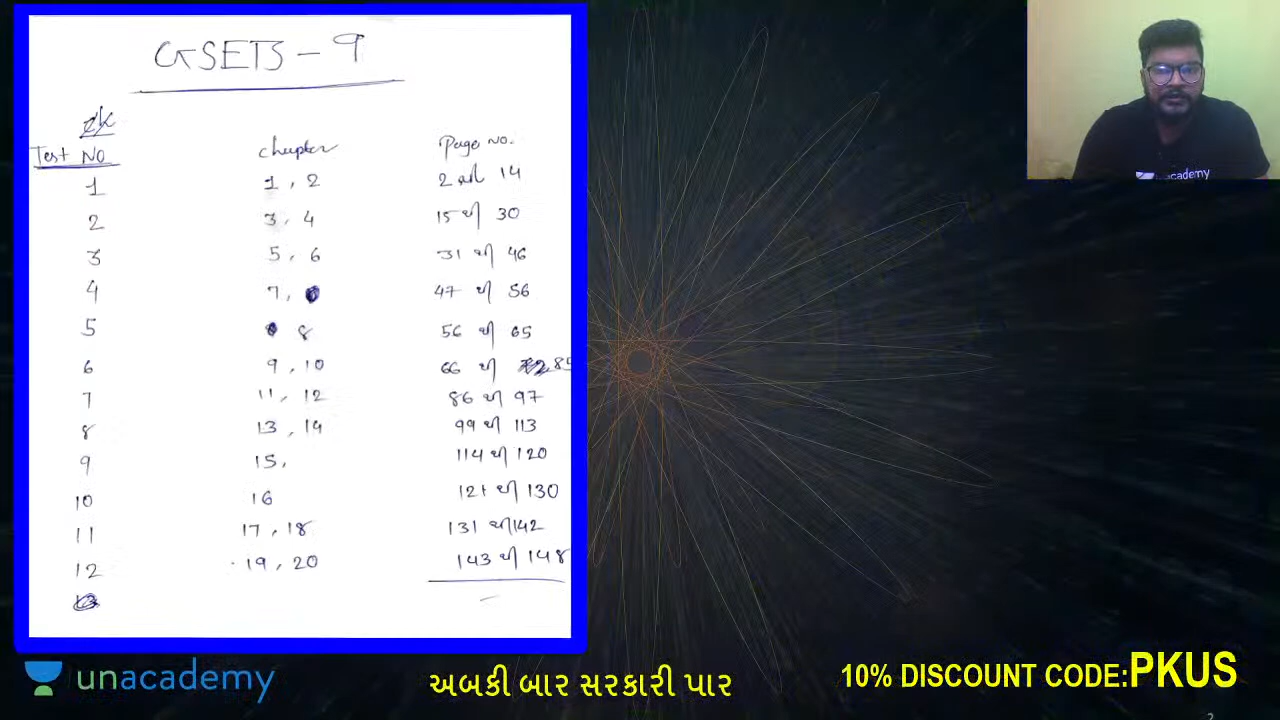 GSEB - 9
Test No chapter Page No.
1 1, 2 2 થી 14
2 3, 4 15 થી 30
3 5, 6 31 થી 46
4 7, 47 થી 56
5 8 56 થી 65
6 9, 10 66 થી 85
7 11, 12 86 થી 97
8 13, 14 99 થી 113
9 15, 114 થી 120
10 16 121 થી 130
11 17, 18 131 થી 142
12 19, 20 143 થી 148
unacademy
unacademy
અબકી બાર સરકારી પાર
10% DISCOUNT CODE:PKUS
2